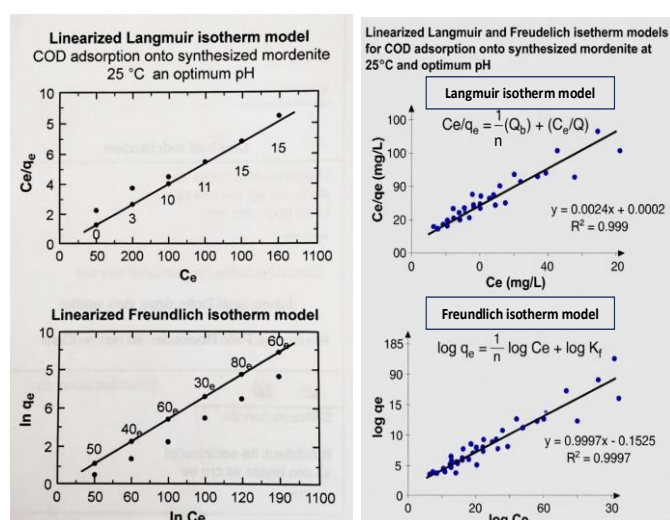 Linearized Langmuir isotherm model
COD adsorption onto synthesized mordenite
25 °C an optimum pH
Ce/qe
10
5
6
4
2
0
0
3
10
11
15
15
0 50 200 100 100 100 160 1100
Ce
Linearized Freundlich isotherm model
ln qe
10
5
6
2
0
50
40e
60e
30e
80e
60e
0 50 60 100 100 120 190 1100
ln Ce
Linearized Langmuir and Freudelich isetherm models
for COD adsorption onto synthesized mordenite at
25°C and optimum pH
Langmuir isotherm model
Ce/qe = 1/n (Qb) + (Ce/Q)
Ce/qe (mg/L)
100
100
90
20
00
y = 0.0024x + 0.0002
R² = 0.999
0 20 0 40 20
Ce (mg/L)
Freundlich isotherm model
log qe = 1/n log Ce + log Kf
log qe
185
90
15
10
5
0
y = 0.9997x - 0.1525
R² = 0.9997
0 20 60 30
log Ce